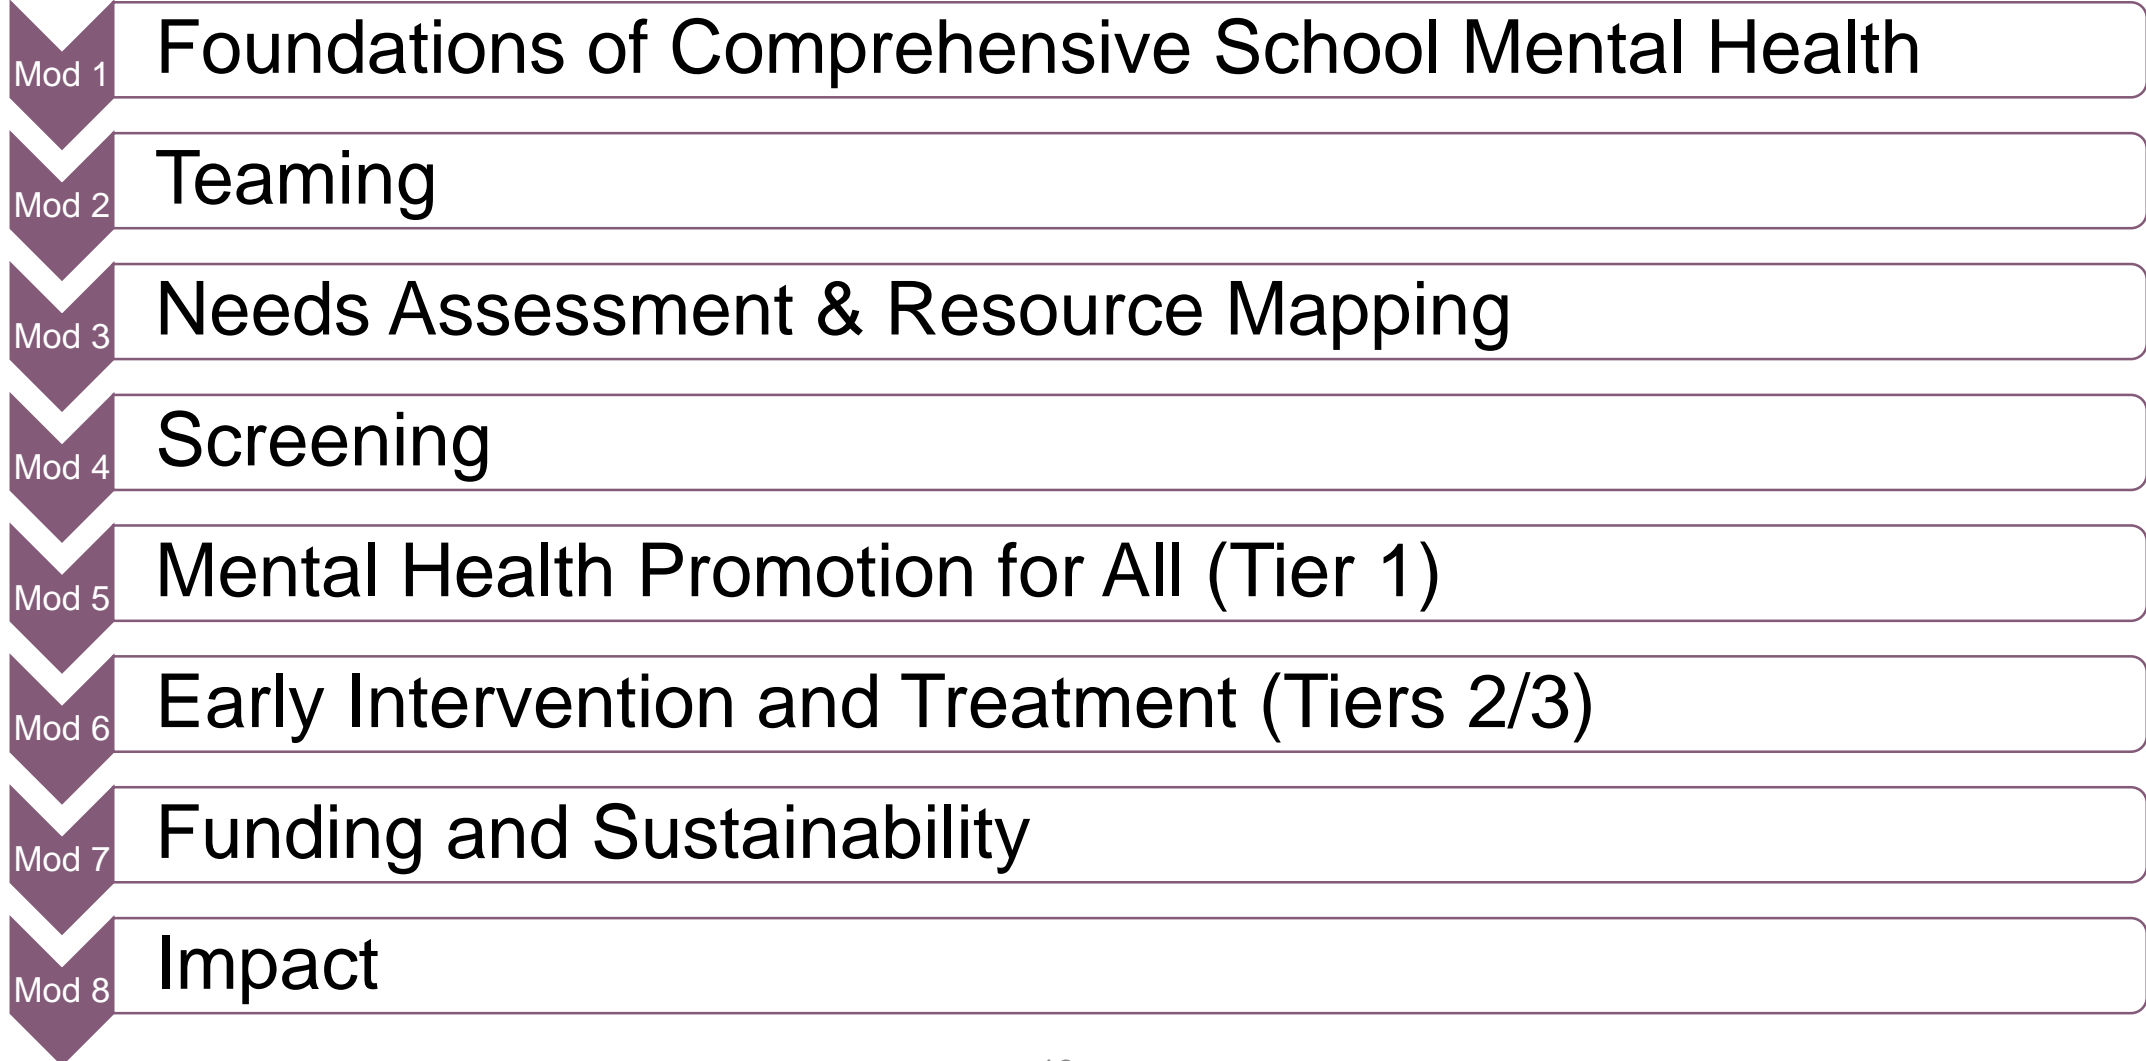 Mod 1
Foundations of Comprehensive School Mental Health
Mod 2
Teaming
Mod 3
Needs Assessment & Resource Mapping
Mod 4
Screening
Mod 5
Mental Health Promotion for All (Tier 1)
Mod 6
Early Intervention and Treatment (Tiers 2/3)
Mod 7
Funding and Sustainability
Mod 8
Impact